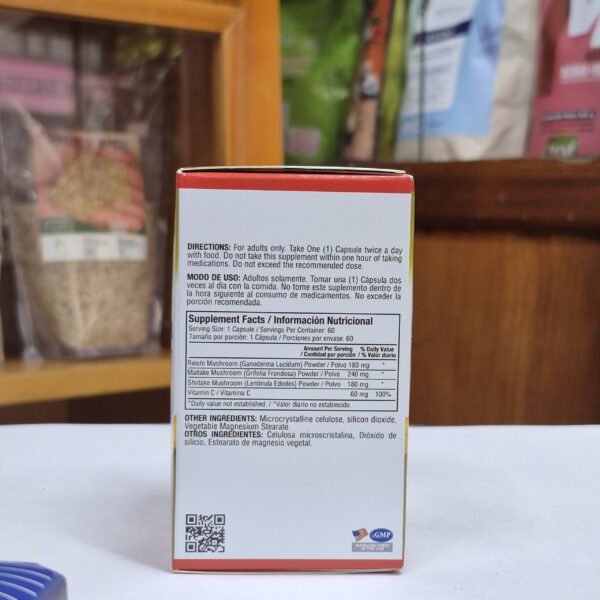 DIRECTIONS: For adults only. Take One (1) Capsule twice a day
with food. Do not take this supplement within one hour of taking
medications. Do not exceed the recommended dose.
MODO DE USO: Adultos solamente. Tomar una (1) Cápsula dos
veces al día con la comida. No tome este suplemento dentro de
la hora siguiente al consumo de medicamentos. No exceder la
porción recomendada.
Supplement Facts / Información Nutricional
Serving Size: 1 Capsule / Servings Per Container: 60
Tamaño por porción: 1 Cápsula / Porciones por envase: 60
Amount Per Serving % Daily Value
/ Cantidad por porción / % Valor diario
Reishi Mushroom (Ganoderma Lucidum) Powder / Polvo 180 mg *
Maitake Mushroom (Grifolia Frondosa) Powder / Polvo 240 mg *
Shiitake Mushroom (Lentinula Edodes) Powder / Polvo 180 mg *
Vitamin C / Vitamina C 60 mg 100%
*Daily value not established. / *Valor diario no establecido.
OTHER INGREDIENTS: Microcrystalline celulose, silicon dioxide,
Vegetable Magnesium Stearate.
OTROS INGREDIENTES: Celulosa microscristalina, Dióxido de
silicio, Estearato de magnesio vegetal.
cGMP
MANUFACTURED
IN THE USA